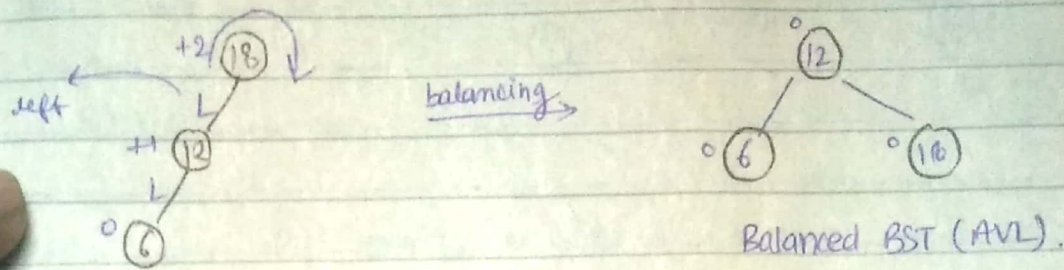 +2 18
left
L
balancing
+1 12
L
0 6
0
12
0 6
0 18
Balanced BST (AVL).